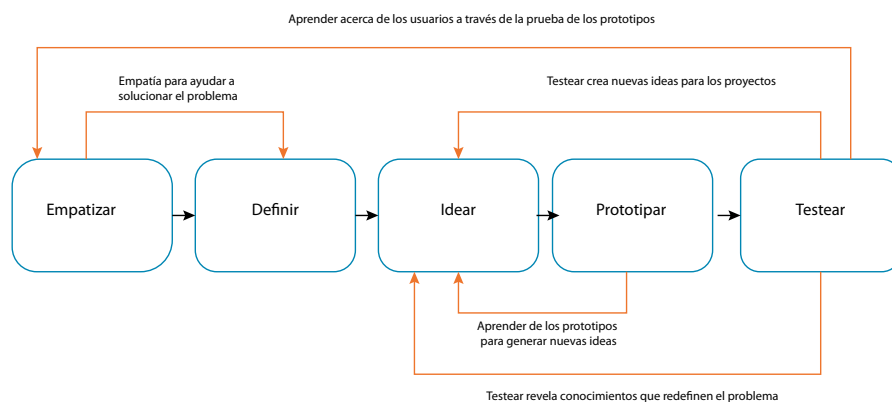 Aprender acerca de los usuarios a través de la prueba de los prototipos
Empatía para ayudar a
solucionar el problema
Testear crea nuevas ideas para los proyectos
Empatizar
Definir
Idear
Prototipar
Testear
Aprender de los prototipos
para generar nuevas ideas
Testear revela conocimientos que redefinen el problema